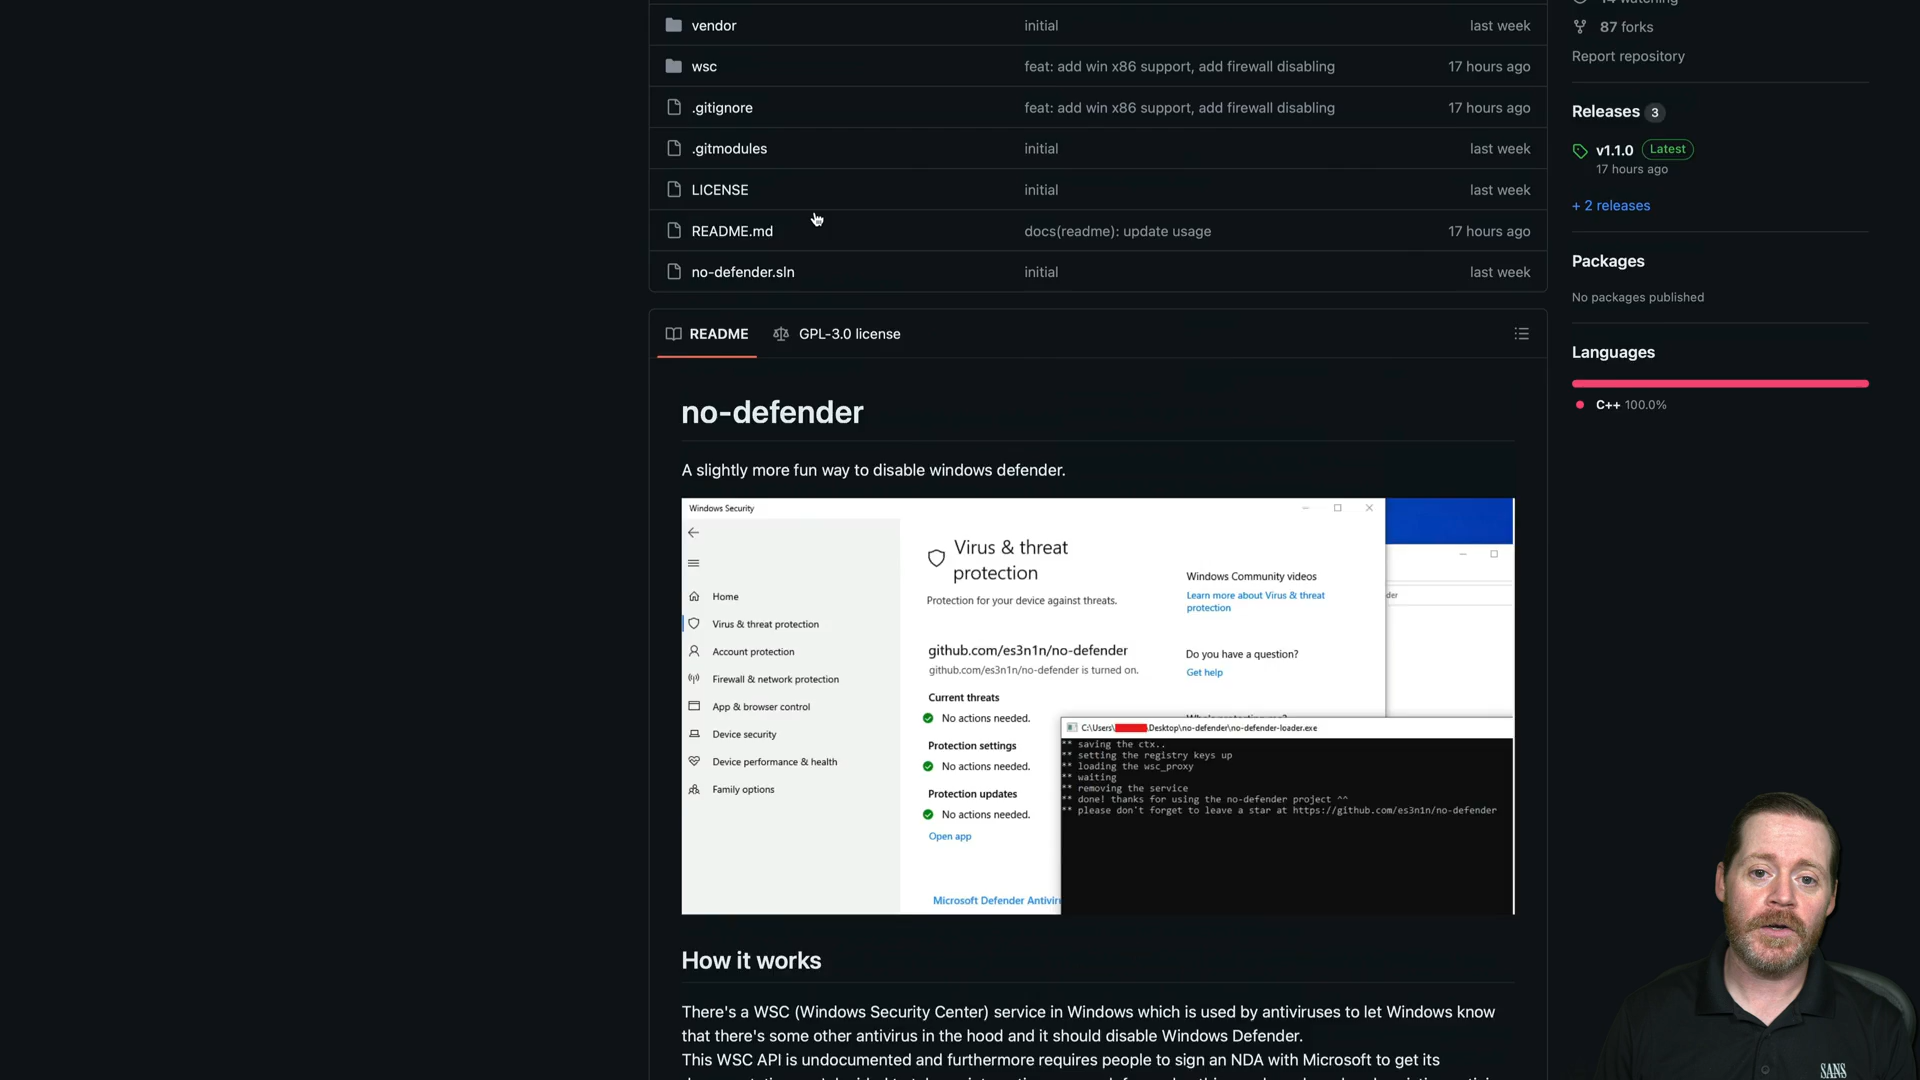 vendor initial last week
wsc feat: add win x86 support, add firewall disabling 17 hours ago
.gitignore feat: add win x86 support, add firewall disabling 17 hours ago
.gitmodules initial last week
LICENSE initial last week
README.md docs(readme): update usage 17 hours ago
no-defender.sln initial last week
14 watching
87 forks
Report repository
Releases 3
v1.1.0 Latest
17 hours ago
+ 2 releases
Packages
No packages published
Languages
C++ 100.0%
README GPL-3.0 license
no-defender
A slightly more fun way to disable windows defender.
Windows Security
Home
Virus & threat protection
Account protection
Firewall & network protection
App & browser control
Device security
Device performance & health
Family options
Virus & threat
protection
Protection for your device against threats.
github.com/es3n1n/no-defender
github.com/es3n1n/no-defender is turned on.
Current threats
No actions needed.
Protection settings
No actions needed.
Protection updates
No actions needed.
Open app
Microsoft Defender Antivir
Windows Community videos
Learn more about Virus & threat
protection
Do you have a question?
Get help
der
C:\Users\ Desktop\no-defender\no-defender-loader.exe
** saving the ctx..
** setting the registry keys up
** loading the wsc_proxy
** waiting
** removing the service
** done! thanks for using the no-defender project ^^
** please don't forget to leave a star at https://github.com/es3n1n/no-defender
How it works
There's a WSC (Windows Security Center) service in Windows which is used by antiviruses to let Windows know
that there's some other antivirus in the hood and it should disable Windows Defender.
This WSC API is undocumented and furthermore requires people to sign an NDA with Microsoft to get its
SANS